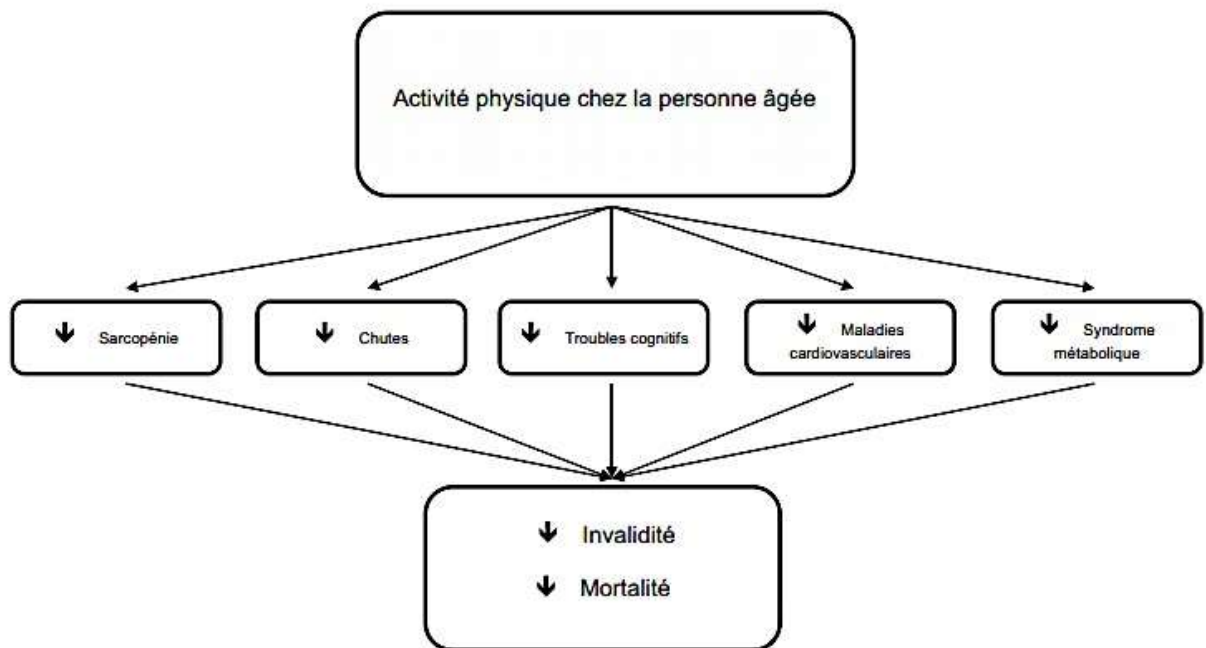 Activité physique chez la personne âgée
🡻 Sarcopénie
🡻 Chutes
🡻 Troubles cognitifs
🡻 Maladies
cardiovasculaires
🡻 Syndrome
métabolique
🡻 Invalidité
🡻 Mortalité